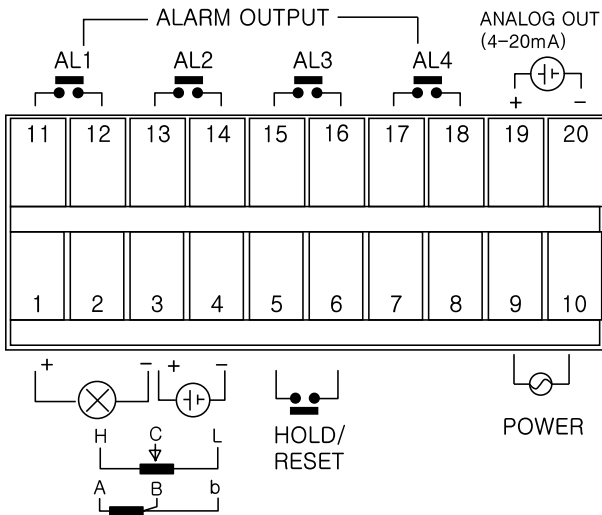 ALARM OUTPUT
ANALOG OUT
(4-20mA)
AL1 AL2 AL3 AL4
+ −
11 12 13 14 15 16 17 18 19 20
1 2 3 4 5 6 7 8 9 10
+ − + −
H C L
HOLD/
RESET
POWER
A B b